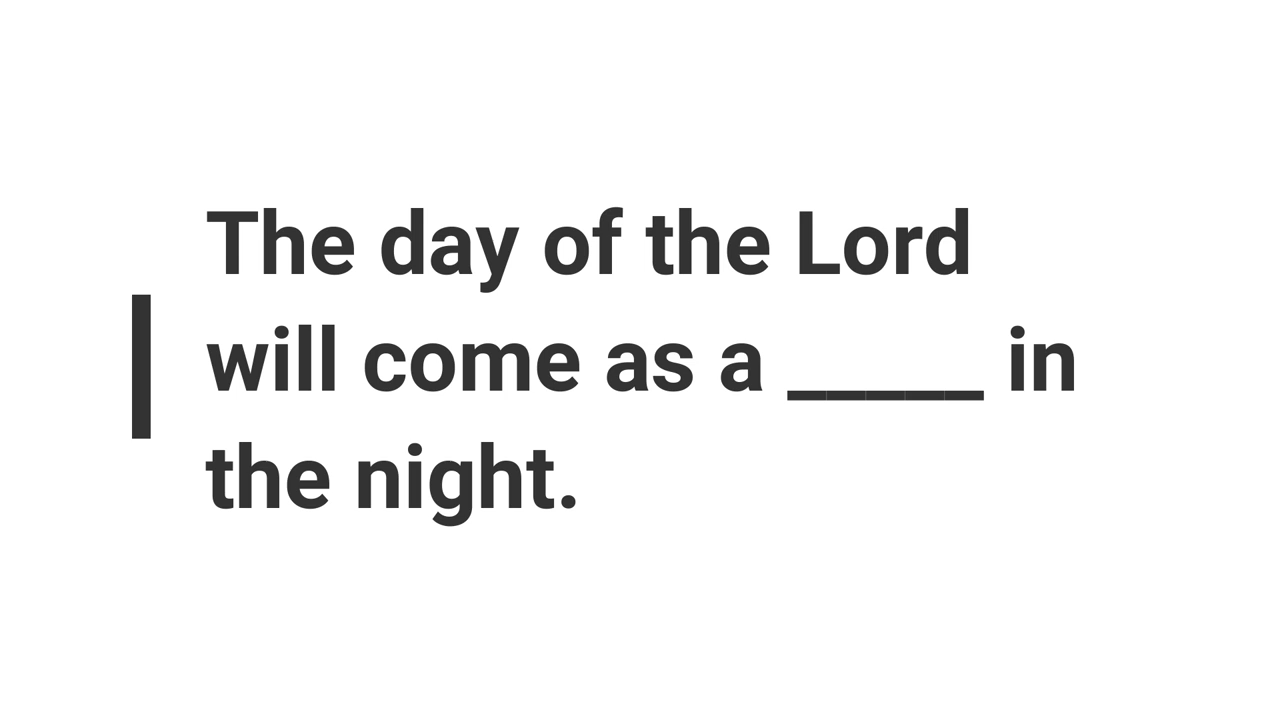 The day of the Lord
will come as a _____ in
the night.